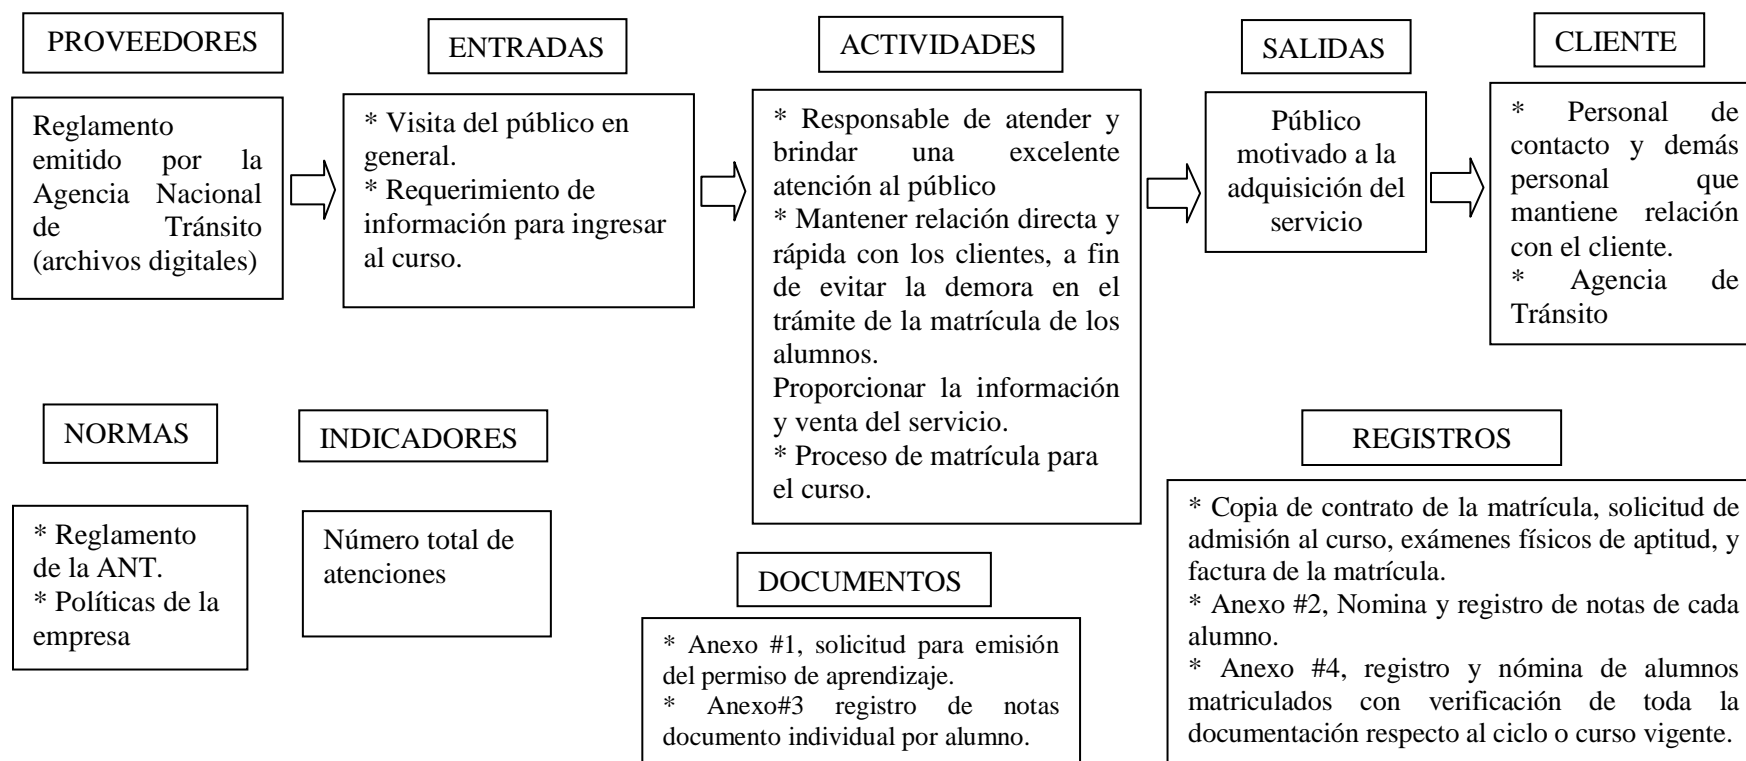 PROVEEDORES
Reglamento
emitido por la
Agencia Nacional
de Tránsito
(archivos digitales)
ENTRADAS
* Visita del público en
general.
* Requerimiento de
información para ingresar
al curso.
ACTIVIDADES
* Responsable de atender y
brindar una excelente
atención al público
* Mantener relación directa y
rápida con los clientes, a fin
de evitar la demora en el
trámite de la matrícula de los
alumnos.
Proporcionar la información
y venta del servicio.
* Proceso de matrícula para
el curso.
SALIDAS
Público
motivado a la
adquisición del
servicio
CLIENTE
* Personal de
contacto y demás
personal que
mantiene relación
con el cliente.
* Agencia de
Tránsito
NORMAS
* Reglamento
de la ANT.
* Políticas de la
empresa
INDICADORES
Número total de
atenciones
DOCUMENTOS
* Anexo #1, solicitud para emisión
del permiso de aprendizaje.
* Anexo#3 registro de notas
documento individual por alumno.
REGISTROS
* Copia de contrato de la matrícula, solicitud de
admisión al curso, exámenes físicos de aptitud, y
factura de la matrícula.
* Anexo #2, Nomina y registro de notas de cada
alumno.
* Anexo #4, registro y nómina de alumnos
matriculados con verificación de toda la
documentación respecto al ciclo o curso vigente.